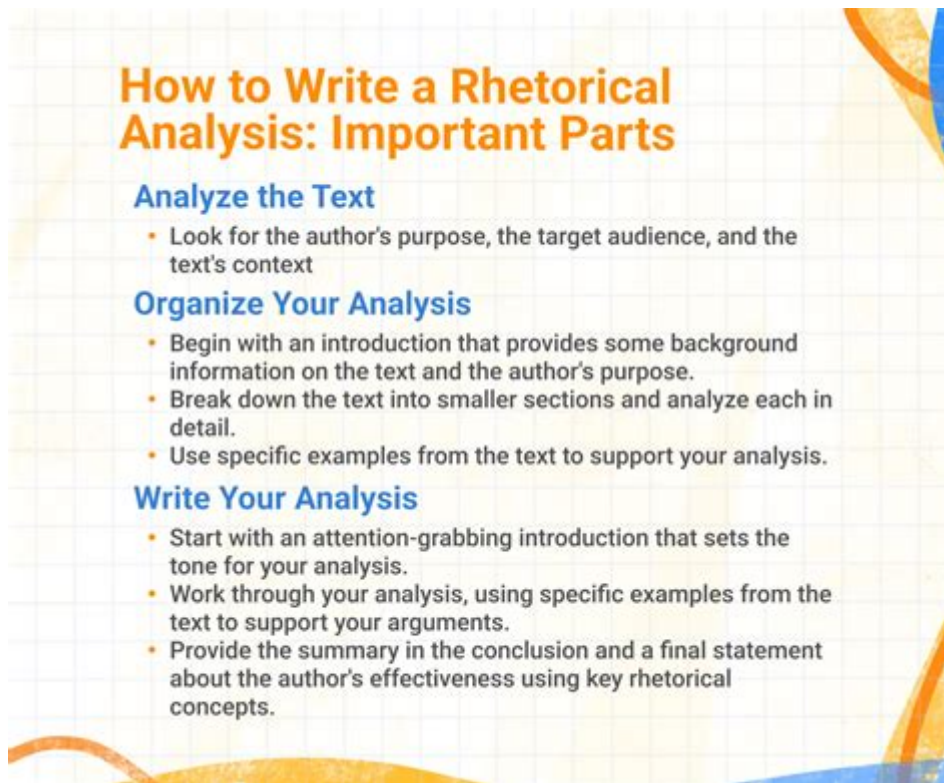 How to Write a Rhetorical
Analysis: Important Parts
Analyze the Text
• Look for the author's purpose, the target audience, and the
text's context
Organize Your Analysis
• Begin with an introduction that provides some background
information on the text and the author's purpose.
• Break down the text into smaller sections and analyze each in
detail.
• Use specific examples from the text to support your analysis.
Write Your Analysis
• Start with an attention-grabbing introduction that sets the
tone for your analysis.
• Work through your analysis, using specific examples from the
text to support your arguments.
• Provide the summary in the conclusion and a final statement
about the author's effectiveness using key rhetorical
concepts.